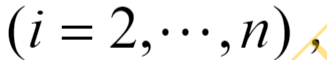 (i = 2,⋯,n) ,